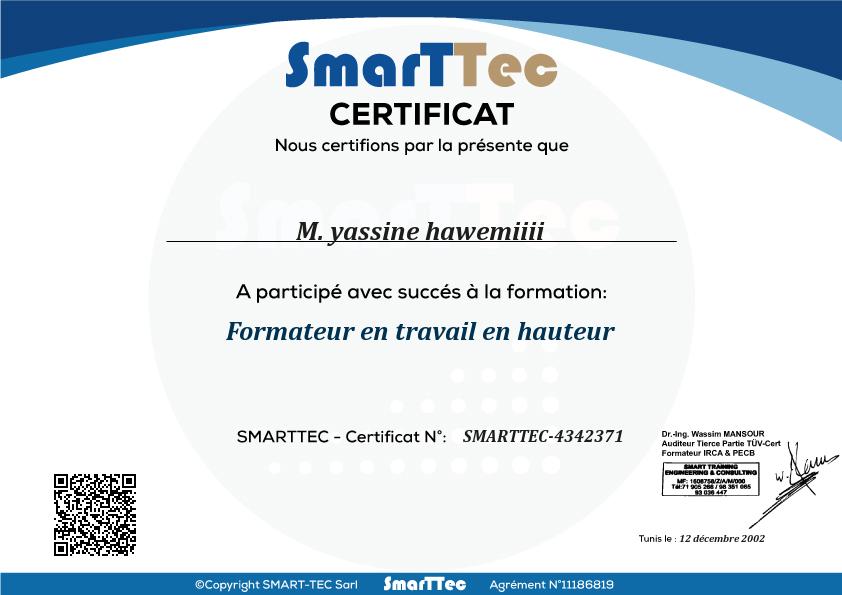 SmarTTec
CERTIFICAT
Nous certifions par la présente que
SmarTTec
M. yassine hawemiiii
A participé avec succés à la formation:
Formateur en travail en hauteur
SMARTTEC - Certificat N°: SMARTTEC-4342371
Dr.-Ing. Wassim MANSOUR
Auditeur Tierce Partie TÜV-Cert
Formateur IRCA & PECB
SMART TRAINING
ENGINEERING & CONSULTING
MF: 1606758/Z/A/M/000
Tél:71 905 266 / 98 351 065
93 036 447
Tunis le : 12 décembre 2002
©Copyright SMART-TEC Sarl SmarTTec Agrément N°11186819